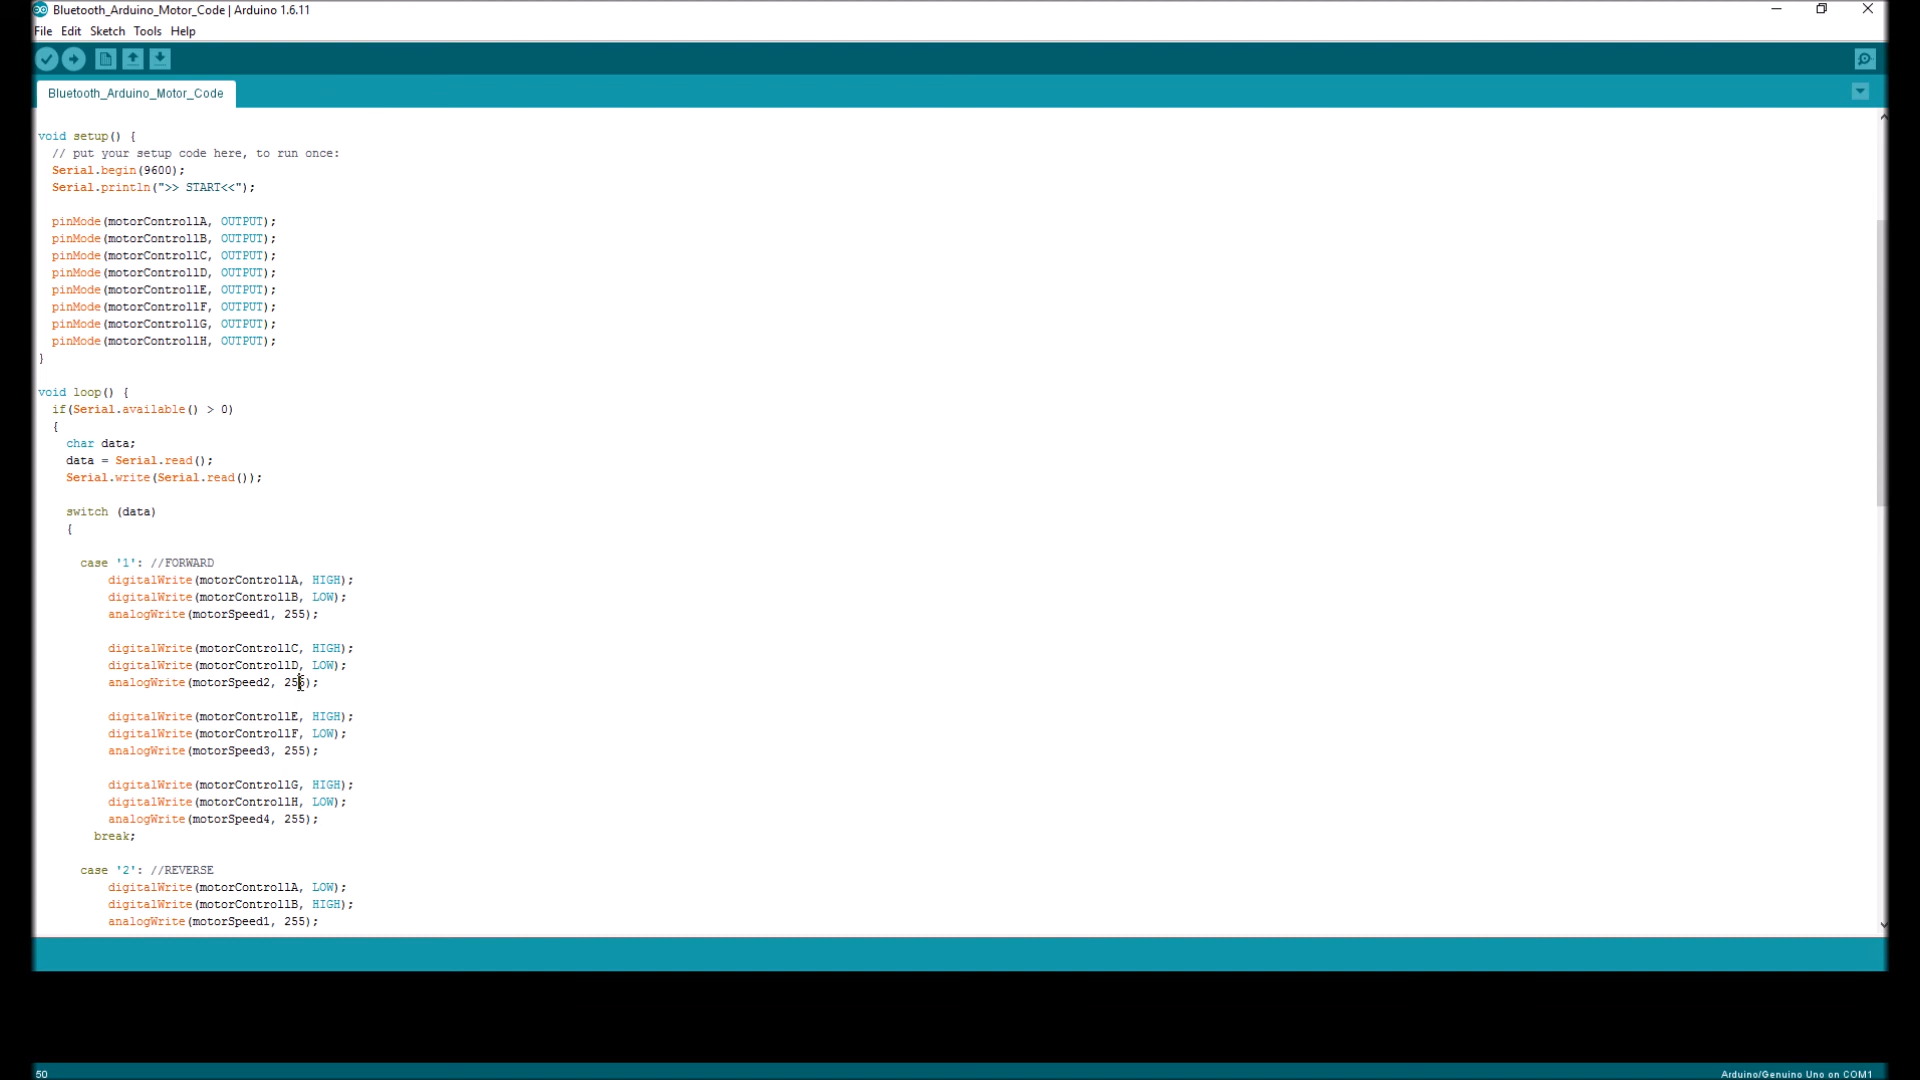 Bluetooth_Arduino_Motor_Code | Arduino 1.6.11
File Edit Sketch Tools Help
Bluetooth_Arduino_Motor_Code
void setup() {
// put your setup code here, to run once:
Serial.begin(9600);
Serial.println(">> START<<");
pinMode(motorControllA, OUTPUT);
pinMode(motorControllB, OUTPUT);
pinMode(motorControllC, OUTPUT);
pinMode(motorControllD, OUTPUT);
pinMode(motorControllE, OUTPUT);
pinMode(motorControllF, OUTPUT);
pinMode(motorControllG, OUTPUT);
pinMode(motorControllH, OUTPUT);
}
void loop() {
if(Serial.available() > 0)
{
char data;
data = Serial.read();
Serial.write(Serial.read());
switch (data)
{
case '1': //FORWARD
digitalWrite(motorControllA, HIGH);
digitalWrite(motorControllB, LOW);
analogWrite(motorSpeed1, 255);
digitalWrite(motorControllC, HIGH);
digitalWrite(motorControllD, LOW);
analogWrite(motorSpeed2, 255);
digitalWrite(motorControllE, HIGH);
digitalWrite(motorControllF, LOW);
analogWrite(motorSpeed3, 255);
digitalWrite(motorControllG, HIGH);
digitalWrite(motorControllH, LOW);
analogWrite(motorSpeed4, 255);
break;
case '2': //REVERSE
digitalWrite(motorControllA, LOW);
digitalWrite(motorControllB, HIGH);
analogWrite(motorSpeed1, 255);
50 Arduino/Genuino Uno on COM1